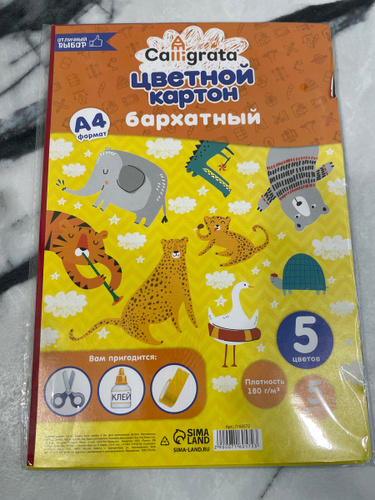 ОТЛИЧНЫЙ
ВЫБОР
Calligrata
ЦВЕТНОЙ
КАРТОН
бархатный
А4
формат
5
цветов
Плотность
180 г/м²
5
Вам пригодится:
КЛЕЙ
SIMA
LAND
SIMA-LAND.RU